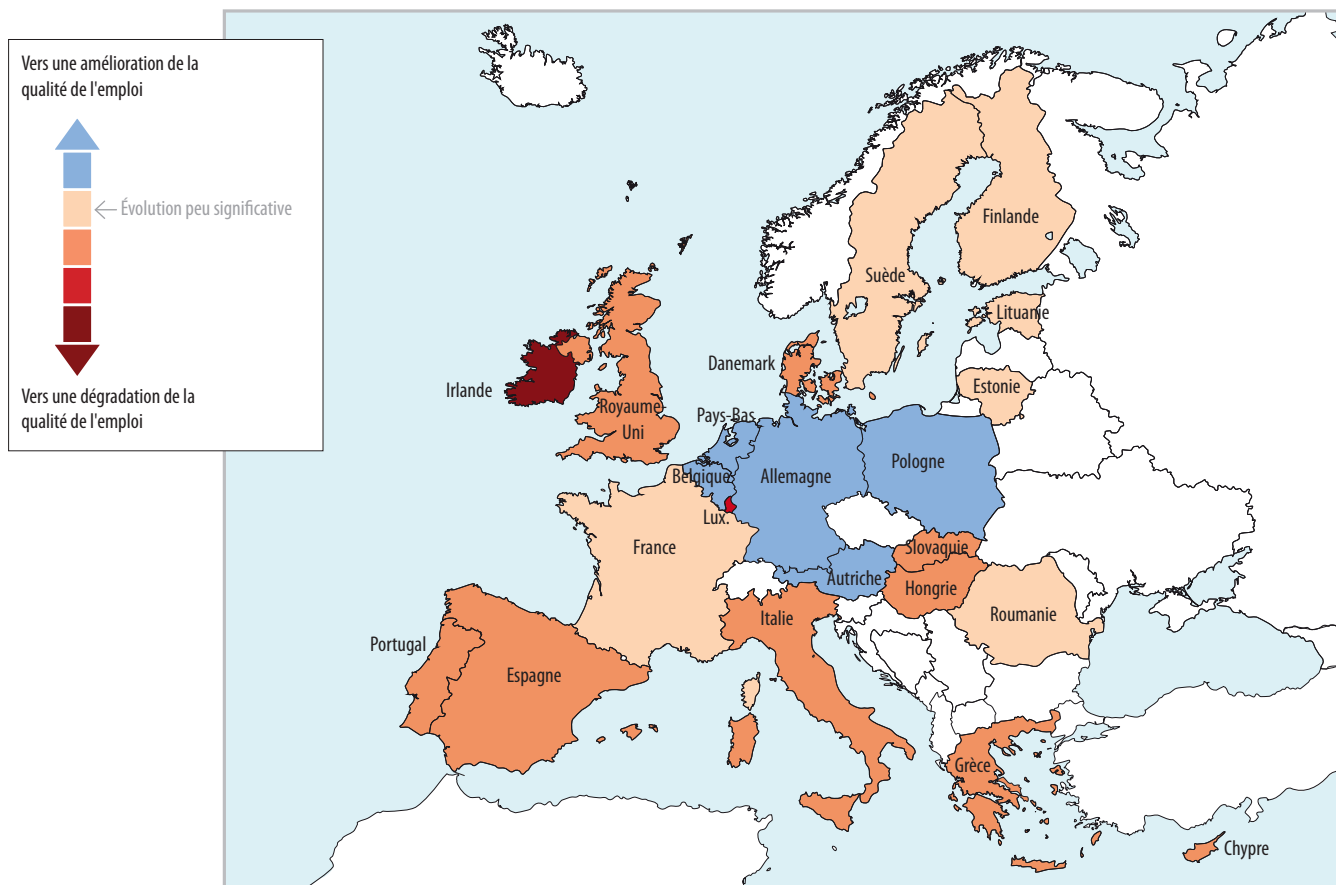 Vers une amélioration de la
qualité de l'emploi
Évolution peu significative
Vers une dégradation de la
qualité de l'emploi
Finlande
Suède
Lituanie
Danemark
Estonie
Irlande
Royaume
Uni
Pays-Bas
Belgique
Allemagne
Pologne
Lux.
France
Slovaquie
Autriche
Hongrie
Roumanie
Italie
Portugal
Espagne
Grèce
Chypre